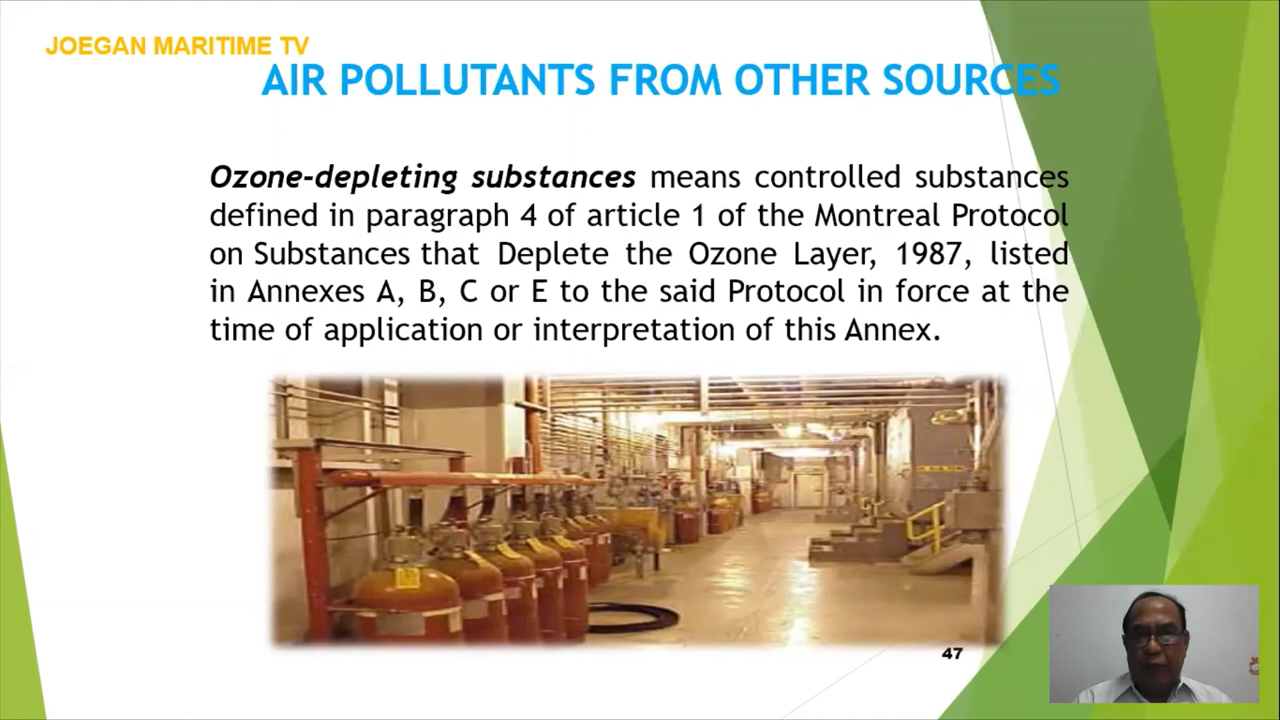 JOEGAN MARITIME TV
AIR POLLUTANTS FROM OTHER SOURCES
Ozone-depleting substances means controlled substances
defined in paragraph 4 of article 1 of the Montreal Protocol
on Substances that Deplete the Ozone Layer, 1987, listed
in Annexes A, B, C or E to the said Protocol in force at the
time of application or interpretation of this Annex.
47